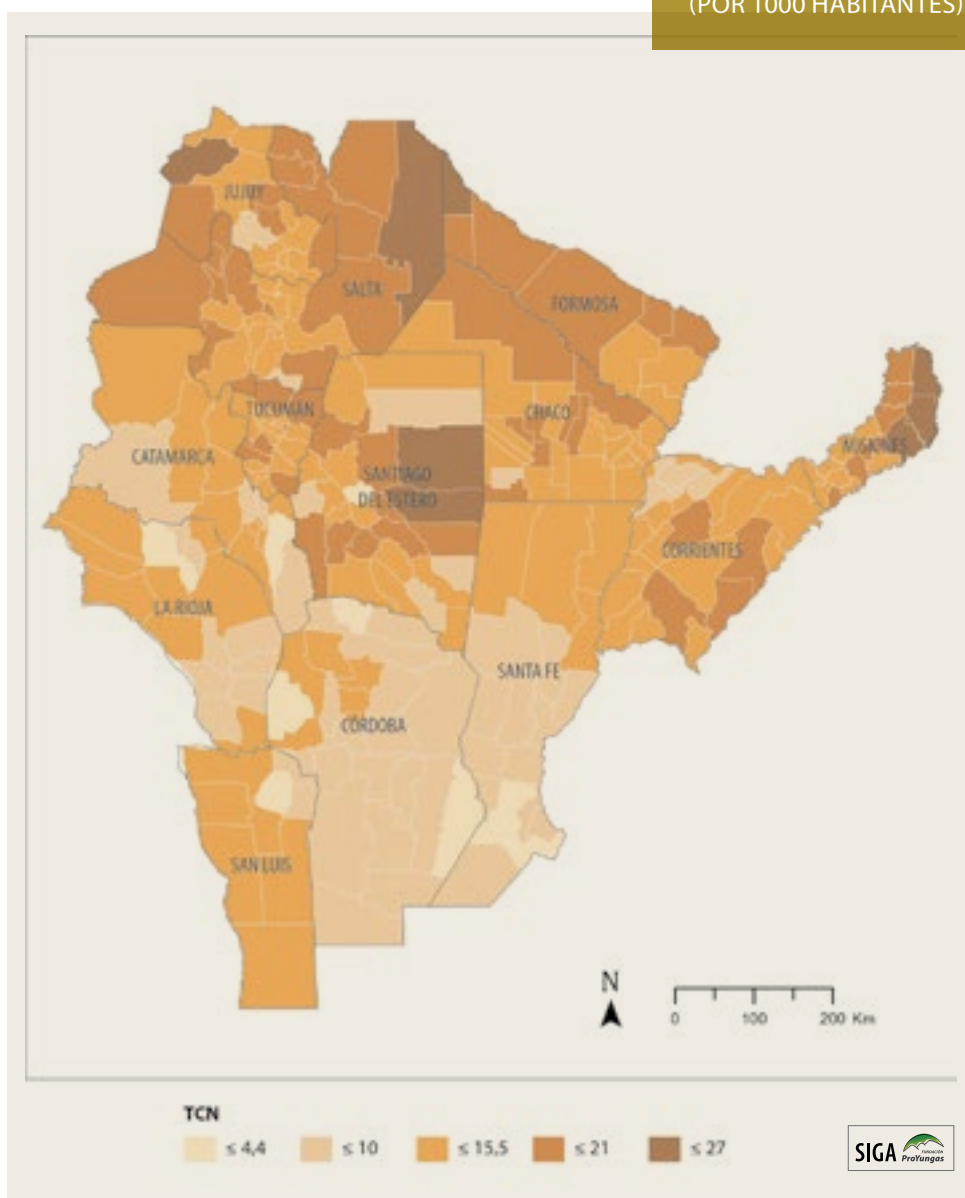 (POR 1000 HABITANTES)
JUJUY
SALTA
FORMOSA
TUCUMÁN
CHACO
CATAMARCA
SANTIAGO
DEL ESTERO
MISIONES
CORRIENTES
LA RIOJA
SANTA FE
CÓRDOBA
SAN LUIS
N
0 100 200 Km
TCN
≤ 4,4 ≤ 10 ≤ 15,5 ≤ 21 ≤ 27
SIGA FUNDACIÓN
ProYungas